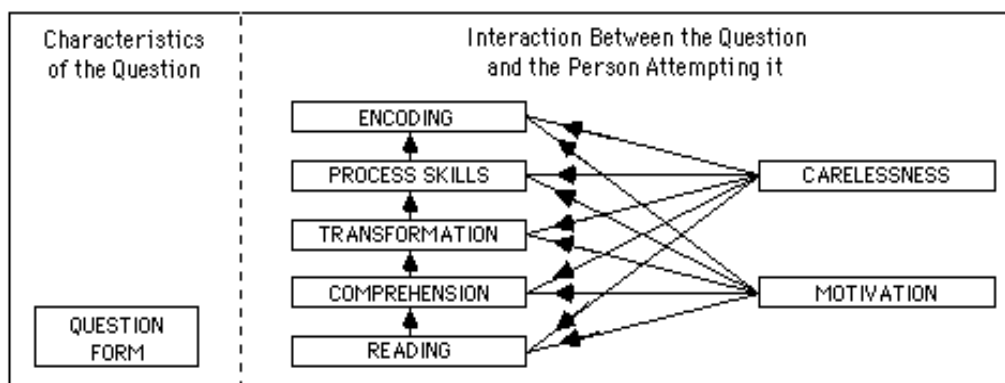 Characteristics
of the Question
Interaction Between the Question
and the Person Attempting it
ENCODING
PROCESS SKILLS
CARELESSNESS
TRANSFORMATION
COMPREHENSION
MOTIVATION
QUESTION
FORM
READING